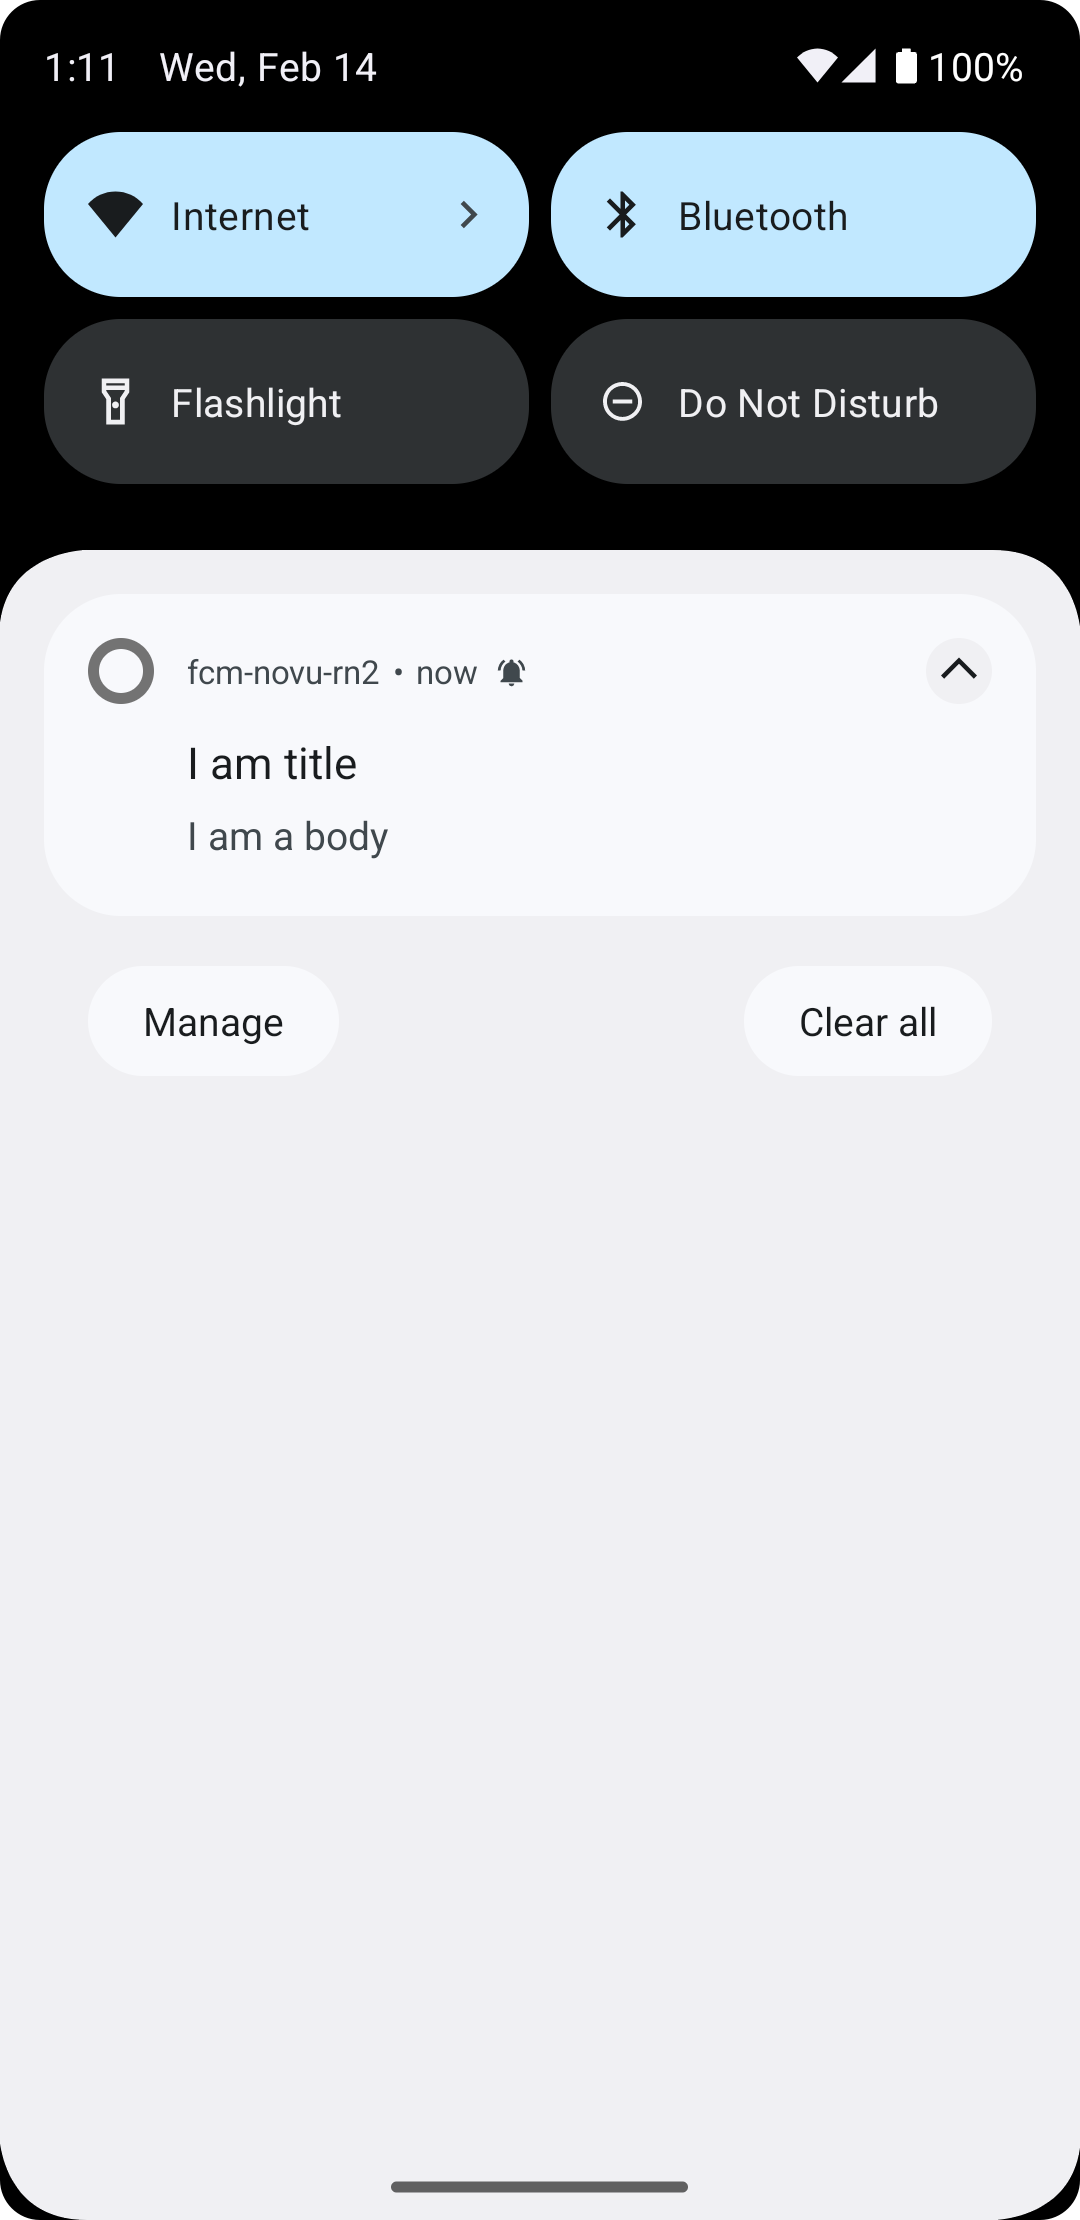 1:11 Wed, Feb 14 100%
Internet Bluetooth
Flashlight Do Not Disturb
fcm-novu-rn2 • now
I am title
I am a body
Manage Clear all